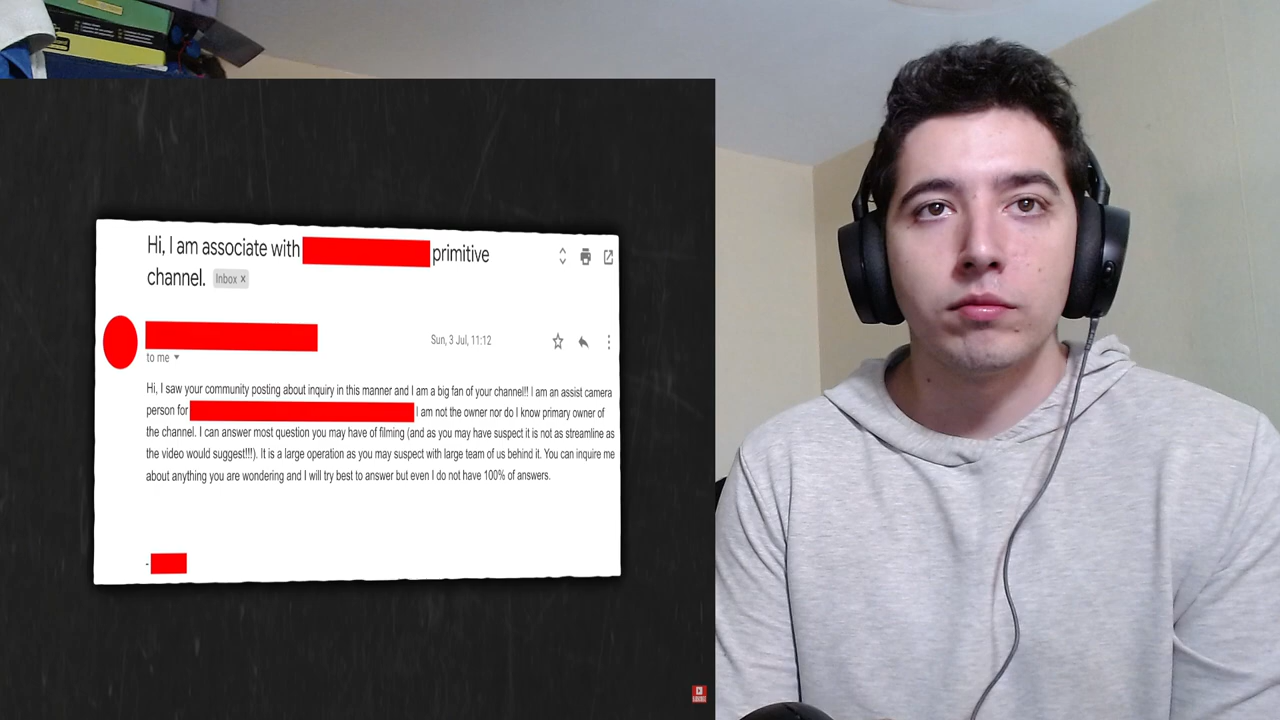 Hi, I am associate with primitive
channel. Inbox x
Sun, 3 Jul, 11:12
to me
Hi, I saw your community posting about inquiry in this manner and I am a big fan of your channel!! I am an assist camera
person for I am not the owner nor do I know primary owner of
the channel. I can answer most question you may have of filming (and as you may have suspect it is not as streamline as
the video would suggest!!!). It is a large operation as you may suspect with large team of us behind it. You can inquire me
about anything you are wondering and I will try best to answer but even I do not have 100% of answers.
-